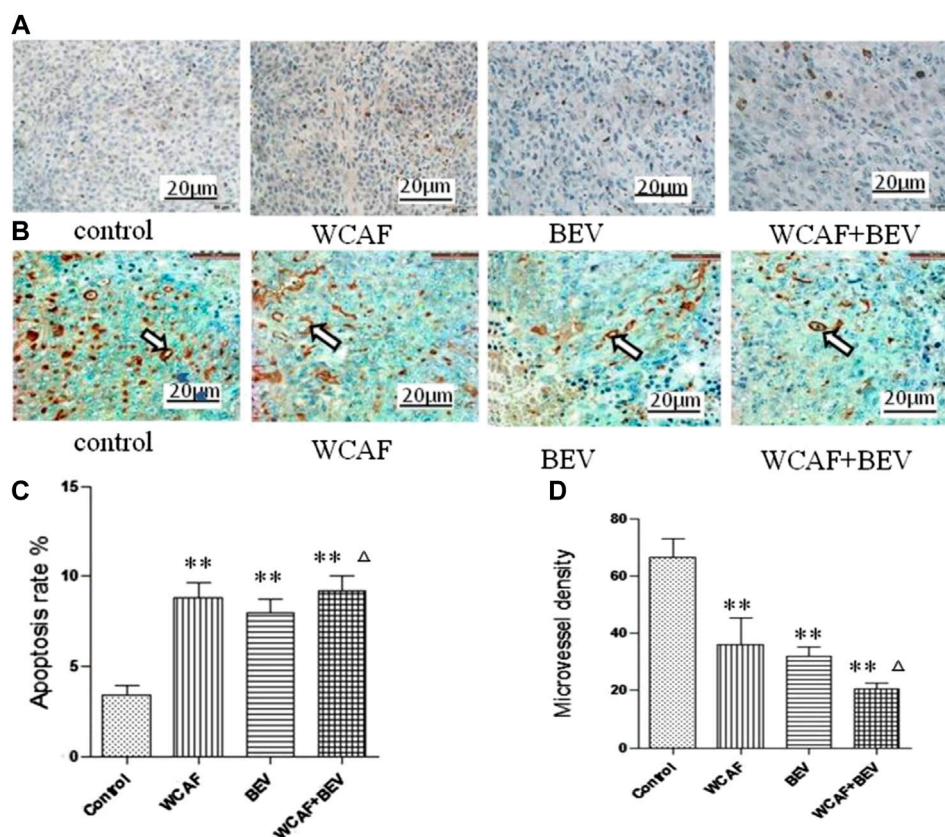 A
20μm
20μm
20μm
20μm
control
WCAF
BEV
WCAF+BEV
B
20μm
20μm
20μm
20μm
control
WCAF
BEV
WCAF+BEV
C
15
10
5
0
Apoptosis rate %
**
**
** △
Control
WCAF
BEV
WCAF+BEV
D
80
60
40
20
0
Microvessel density
**
**
** △
Control
WCAF
BEV
WCAF+BEV